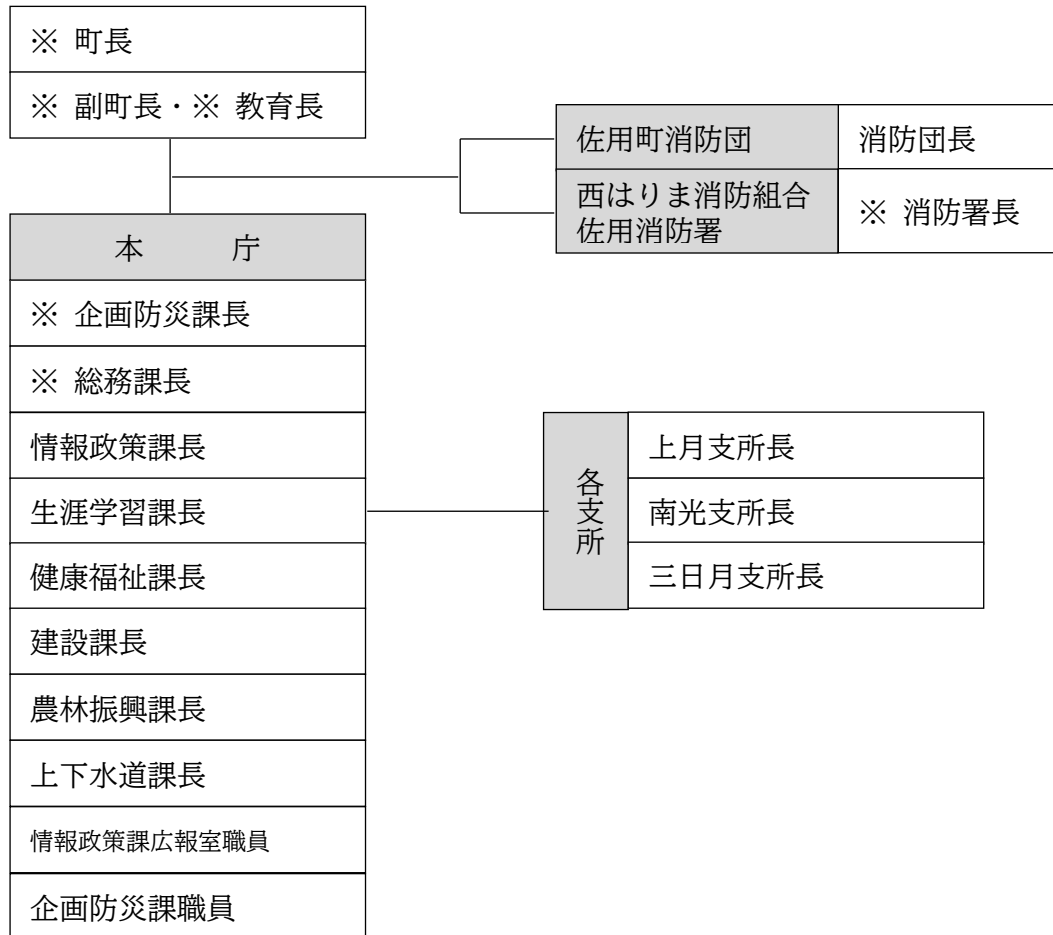 ※ 町長
※ 副町長・※ 教育長
佐用町消防団
消防団長
西はりま消防組合
佐用消防署
※ 消防署長
本　　　庁
※ 企画防災課長
※ 総務課長
情報政策課長
生涯学習課長
健康福祉課長
建設課長
農林振興課長
上下水道課長
情報政策課広報室職員
企画防災課職員
各支所
上月支所長
南光支所長
三日月支所長